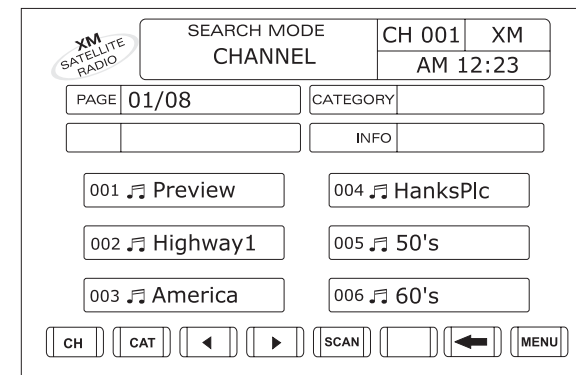 XM
SATELLITE
RADIO
SEARCH MODE
CHANNEL
CH 001
XM
AM 12:23
PAGE
01/08
CATEGORY
INFO
001 Preview
004 HanksPlc
002 Highway1
005 50's
003 America
006 60's
CH
CAT
SCAN
MENU